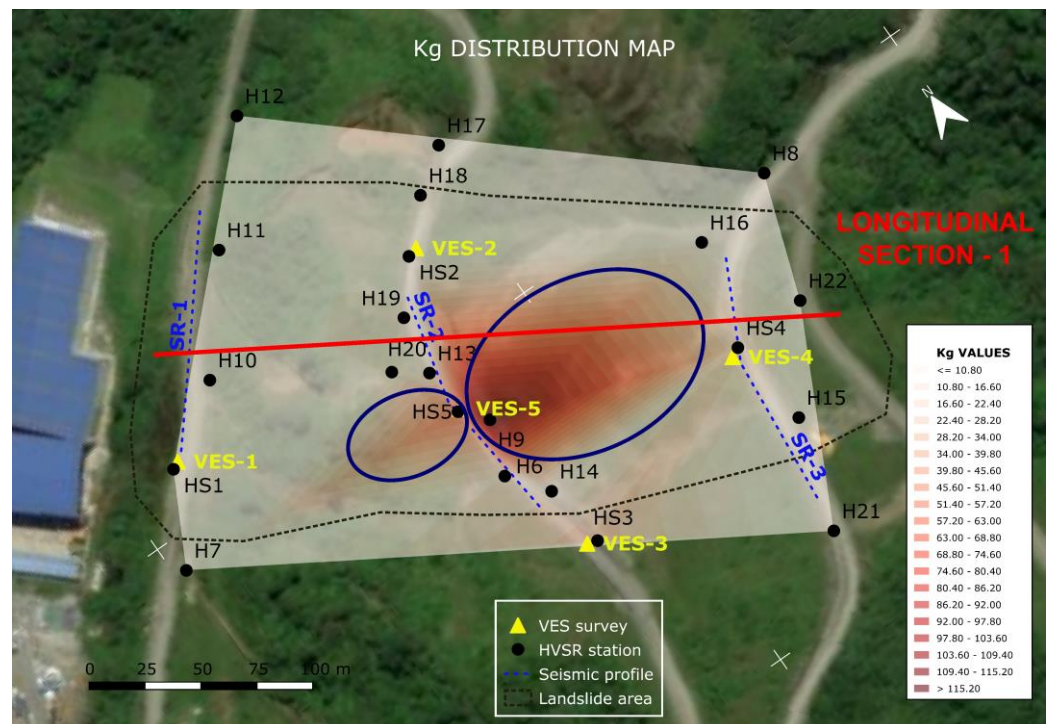 Kg DISTRIBUTION MAP
N
H12
H17
H8
H18
H16
LONGITUDINAL
SECTION - 1
H11
VES-2
HS2
H22
SR-1
H19
SR-2
HS4
VES-4
H10
H20
H13
HS5
VES-5
H15
H9
SR-3
VES-1
HS1
H6
H14
H21
HS3
VES-3
H7
Kg VALUES
<= 10.80
10.80 - 16.60
16.60 - 22.40
22.40 - 28.20
28.20 - 34.00
34.00 - 39.80
39.80 - 45.60
45.60 - 51.40
51.40 - 57.20
57.20 - 63.00
63.00 - 68.80
68.80 - 74.60
74.60 - 80.40
80.40 - 86.20
86.20 - 92.00
92.00 - 97.80
97.80 - 103.60
103.60 - 109.40
109.40 - 115.20
> 115.20
VES survey
HVSR station
Seismic profile
Landslide area
0 25 50 75 100 m